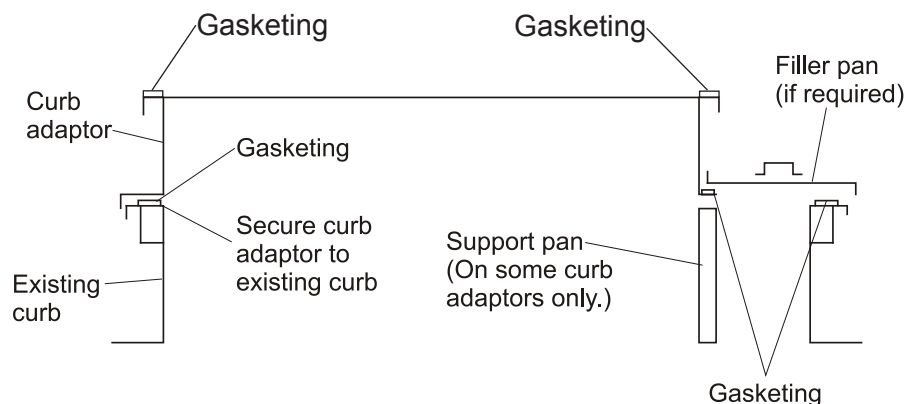 Gasketing
Gasketing
Filler pan
(if required)
Curb
adaptor
Gasketing
Secure curb
adaptor to
existing curb
Support pan
(On some curb
adaptors only.)
Existing
curb
Gasketing